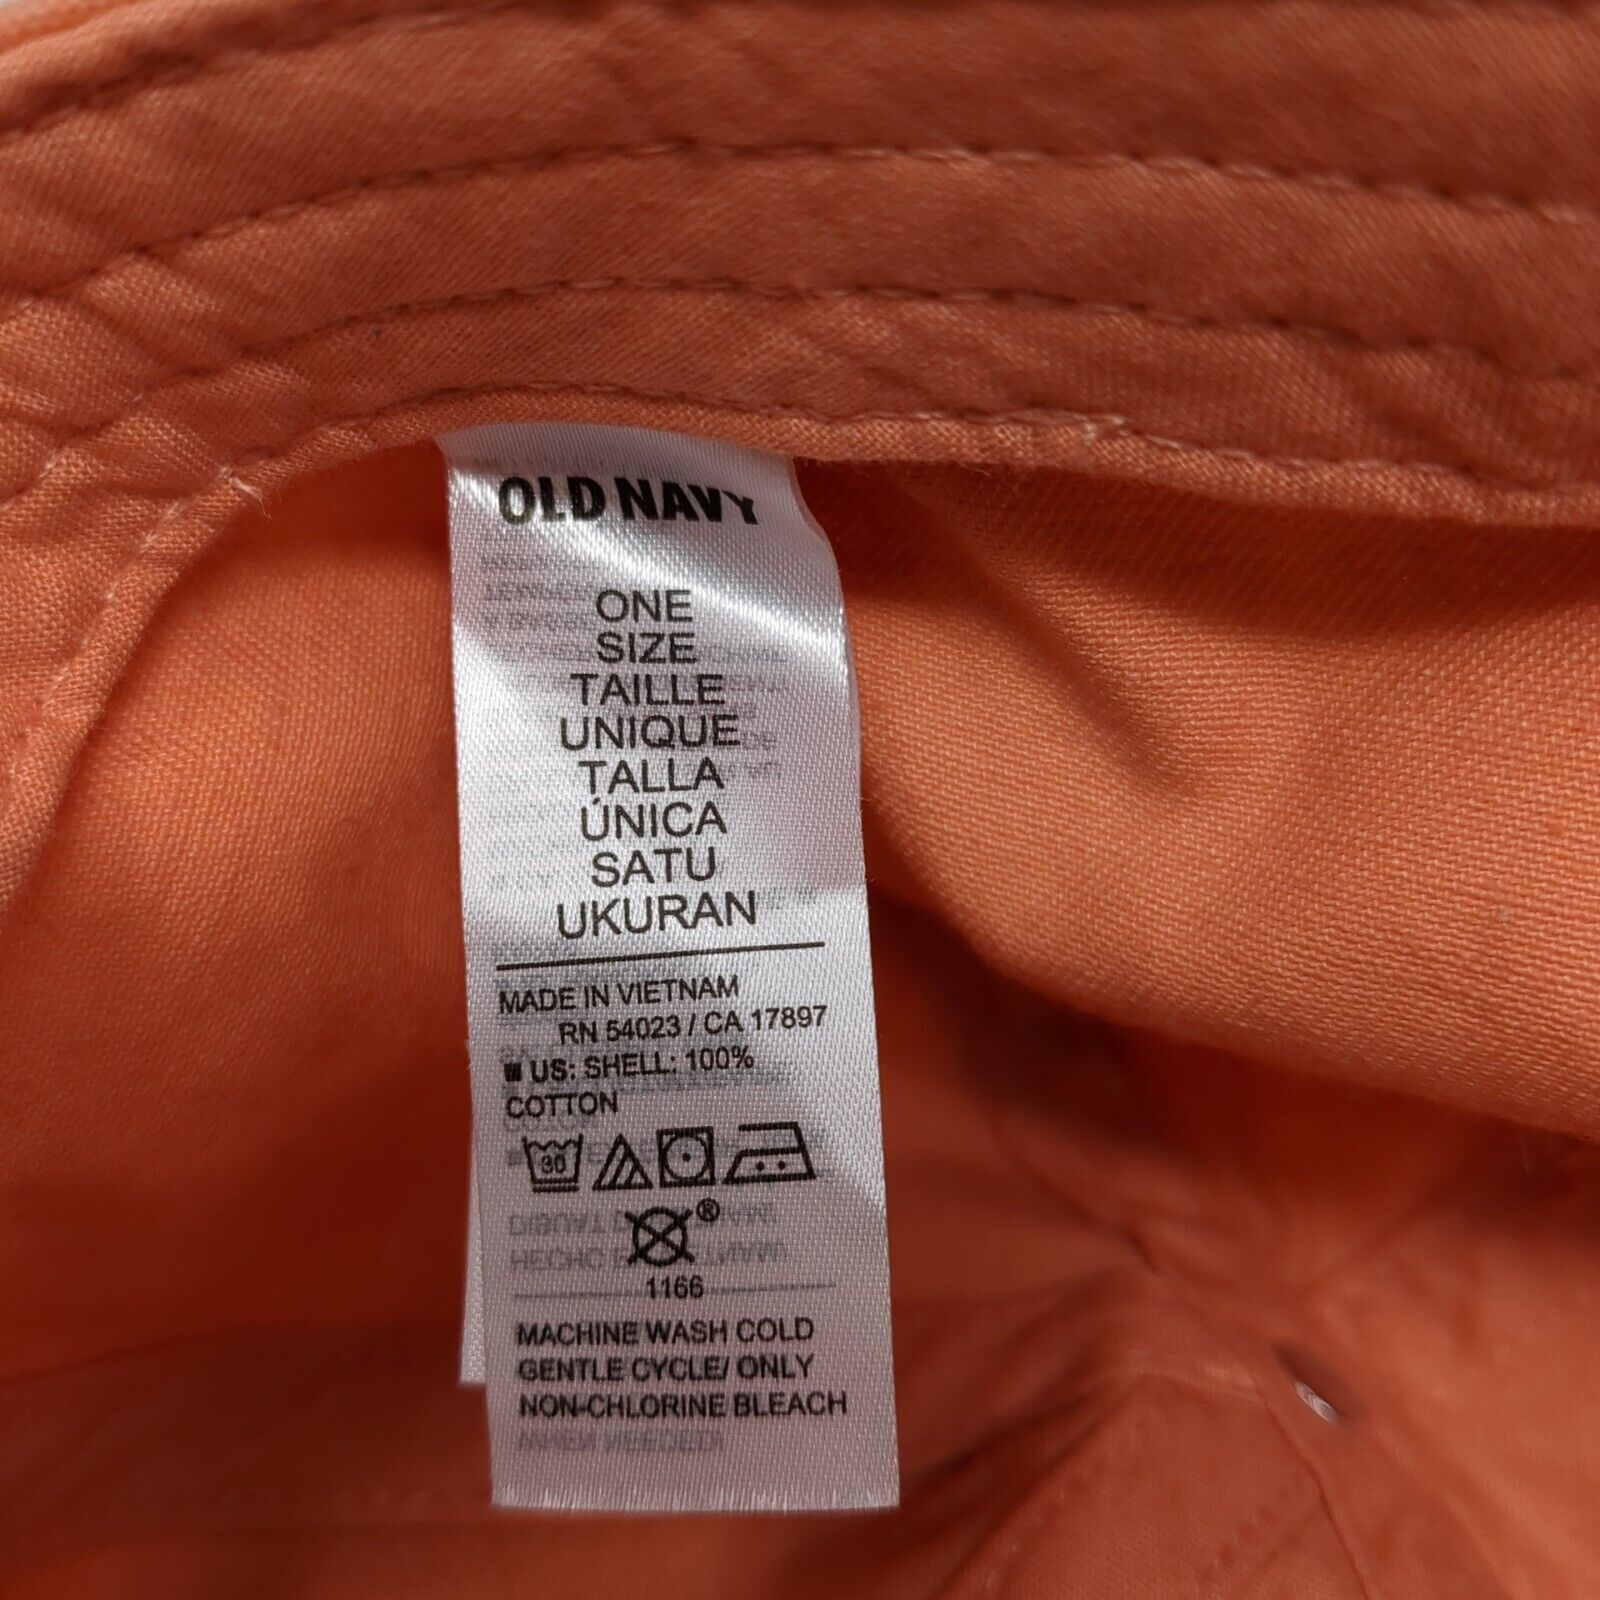 OLD NAVY
ONE
SIZE
TAILLE
UNIQUE
TALLA
ÚNICA
SATU
UKURAN
MADE IN VIETNAM
RN 54023 / CA 17897
US: SHELL: 100%
COTTON
30
®
1166
MACHINE WASH COLD
GENTLE CYCLE/ ONLY
NON-CHLORINE BLEACH